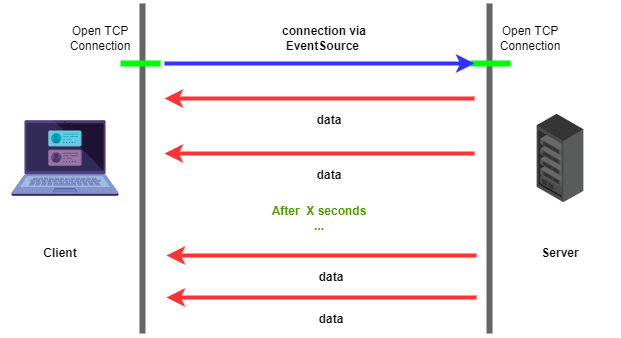 Open TCP
Connection
connection via
EventSource
Open TCP
Connection
data
data
After X seconds
...
Client
Server
data
data